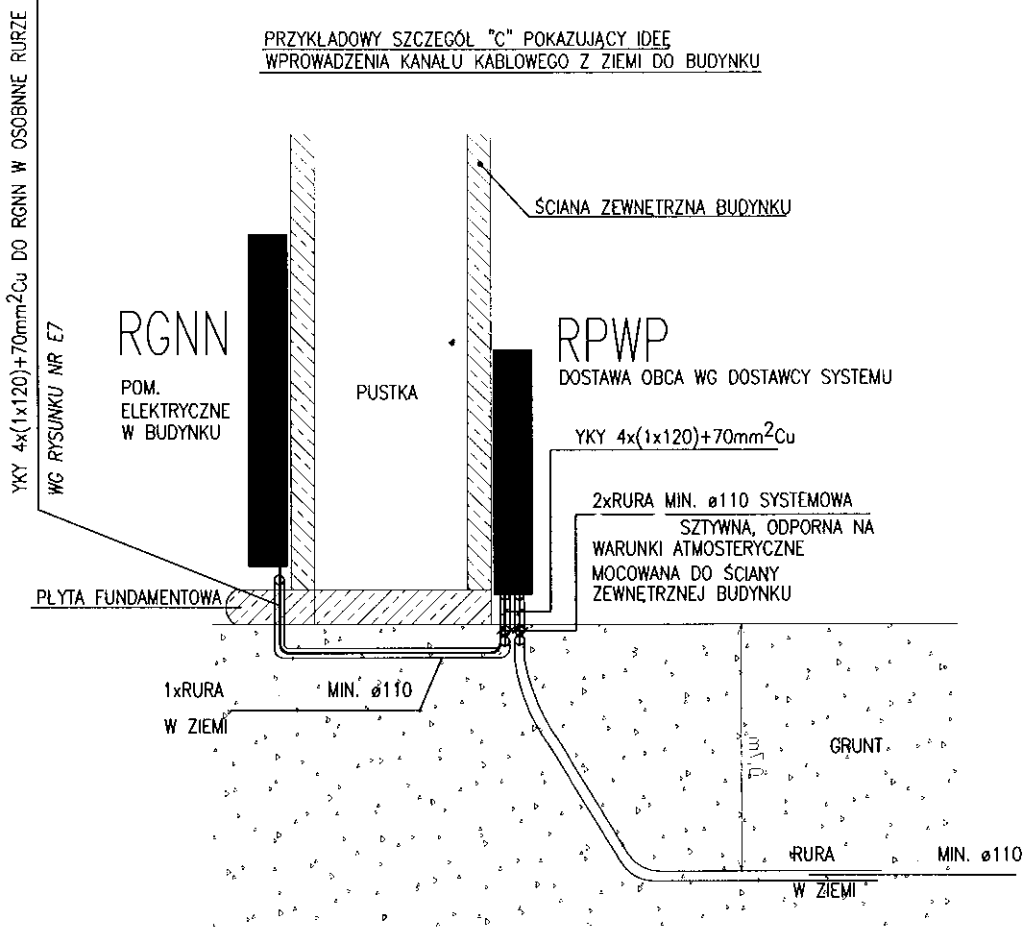 PRZYKŁADOWY SZCZEGÓŁ "C" POKAZUJĄCY IDEĘ
WPROWADZENIA KANAŁU KABLOWEGO Z ZIEMI DO BUDYNKU
YKY 4x(1x120)+70mm²Cu DO RGNN W OSOBNNE RURZE
WG RYSUNKU NR E7
ŚCIANA ZEWNĘTRZNA BUDYNKU
RGNN
POM.
ELEKTRYCZNE
W BUDYNKU
PUSTKA
RPWP
DOSTAWA OBCA WG DOSTAWCY SYSTEMU
YKY 4x(1x120)+70mm²Cu
2xRURA MIN. ø110 SYSTEMOWA
SZTYWNA, ODPORNA NA
WARUNKI ATMOSTERYCZNE
MOCOWANA DO ŚCIANY
ZEWNĘTRZNEJ BUDYNKU
PŁYTA FUNDAMENTOWA
1xRURA MIN. ø110
W ZIEMI
GRUNT
RURA MIN. ø110
W ZIEMI